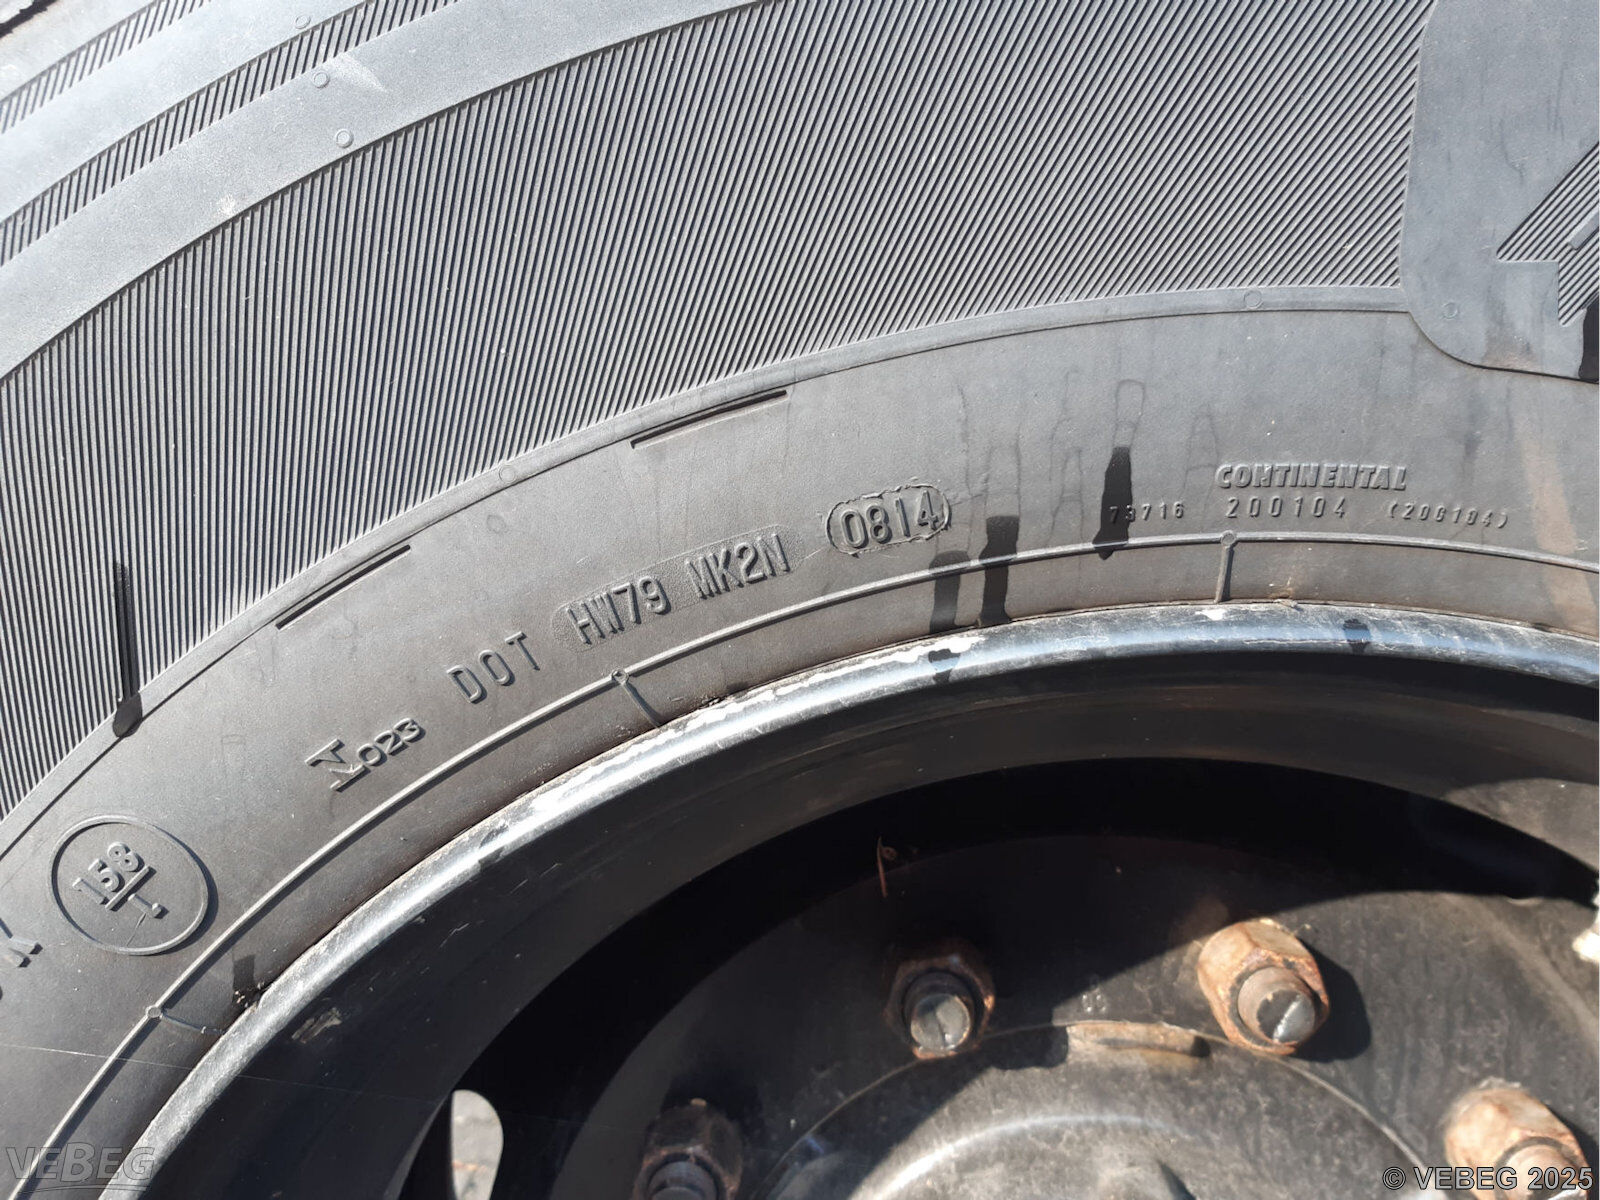 CONTINENTAL
73716 200104 (200104)
DOT HW79 MK2N 0814
023
158
L
K
VEBEG
© VEBEG 2025